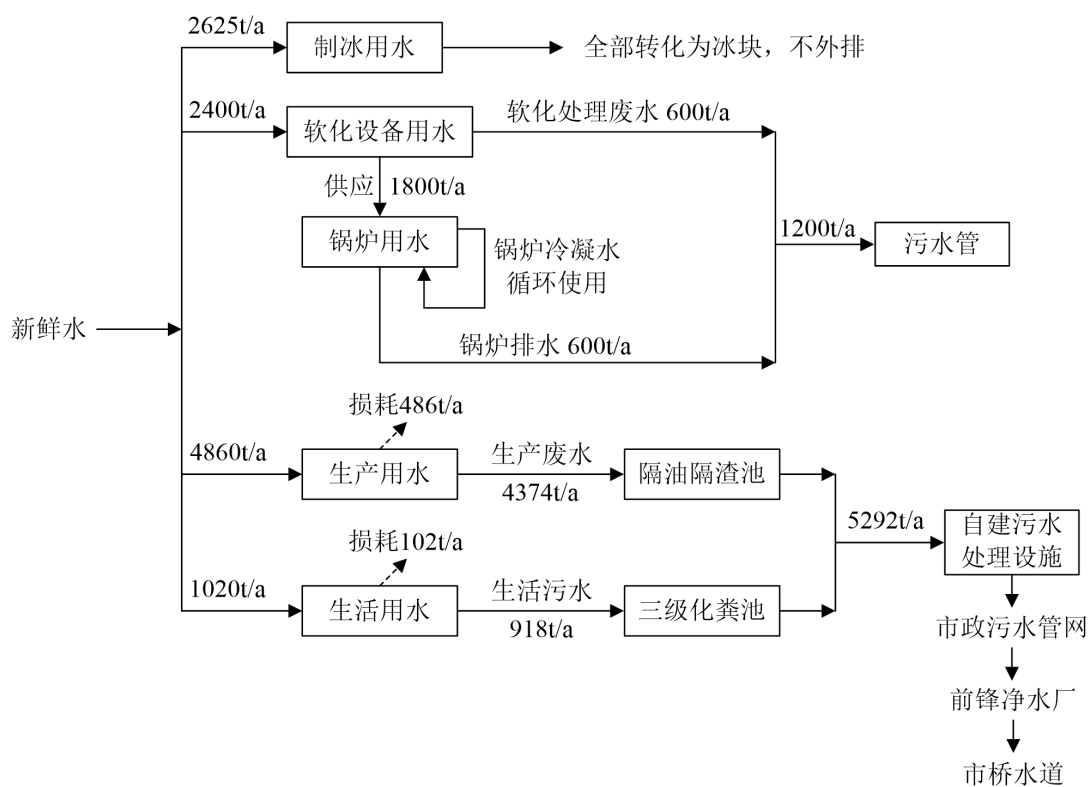 2625t/a
制冰用水
全部转化为冰块，不外排
2400t/a
软化设备用水
软化处理废水 600t/a
供应 1800t/a
锅炉用水
锅炉冷凝水
循环使用
1200t/a
污水管
新鲜水
锅炉排水 600t/a
损耗486t/a
4860t/a
生产用水
生产废水
4374t/a
隔油隔渣池
5292t/a
自建污水
处理设施
损耗102t/a
1020t/a
生活用水
生活污水
918t/a
三级化粪池
市政污水管网
前锋净水厂
市桥水道